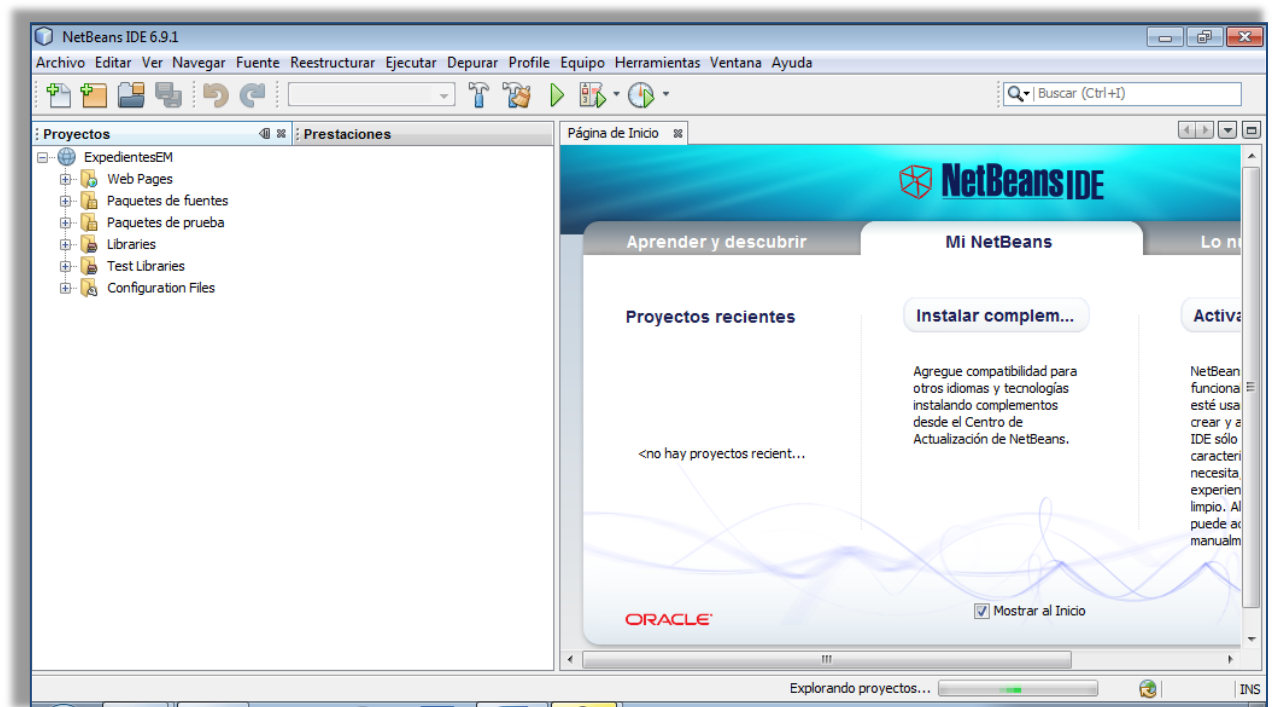 NetBeans IDE 6.9.1
Archivo Editar Ver Navegar Fuente Reestructurar Ejecutar Depurar Profile Equipo Herramientas Ventana Ayuda
Buscar (Ctrl+I)
Proyectos
Prestaciones
Página de Inicio
ExpedientesEM
Web Pages
Paquetes de fuentes
Paquetes de prueba
Libraries
Test Libraries
Configuration Files
NetBeans IDE
Aprender y descubrir
Mi NetBeans
Lo nu
Proyectos recientes
<no hay proyectos recient...
Instalar complem...
Agregue compatibilidad para
otros idiomas y tecnologías
instalando complementos
desde el Centro de
Actualización de NetBeans.
Activa
NetBean
funciona
esté usa
crear y a
IDE sólo
caracterí
necesita,
experien
limpio. Al
puede ac
manualm
ORACLE
Mostrar al Inicio
Explorando proyectos...
INS